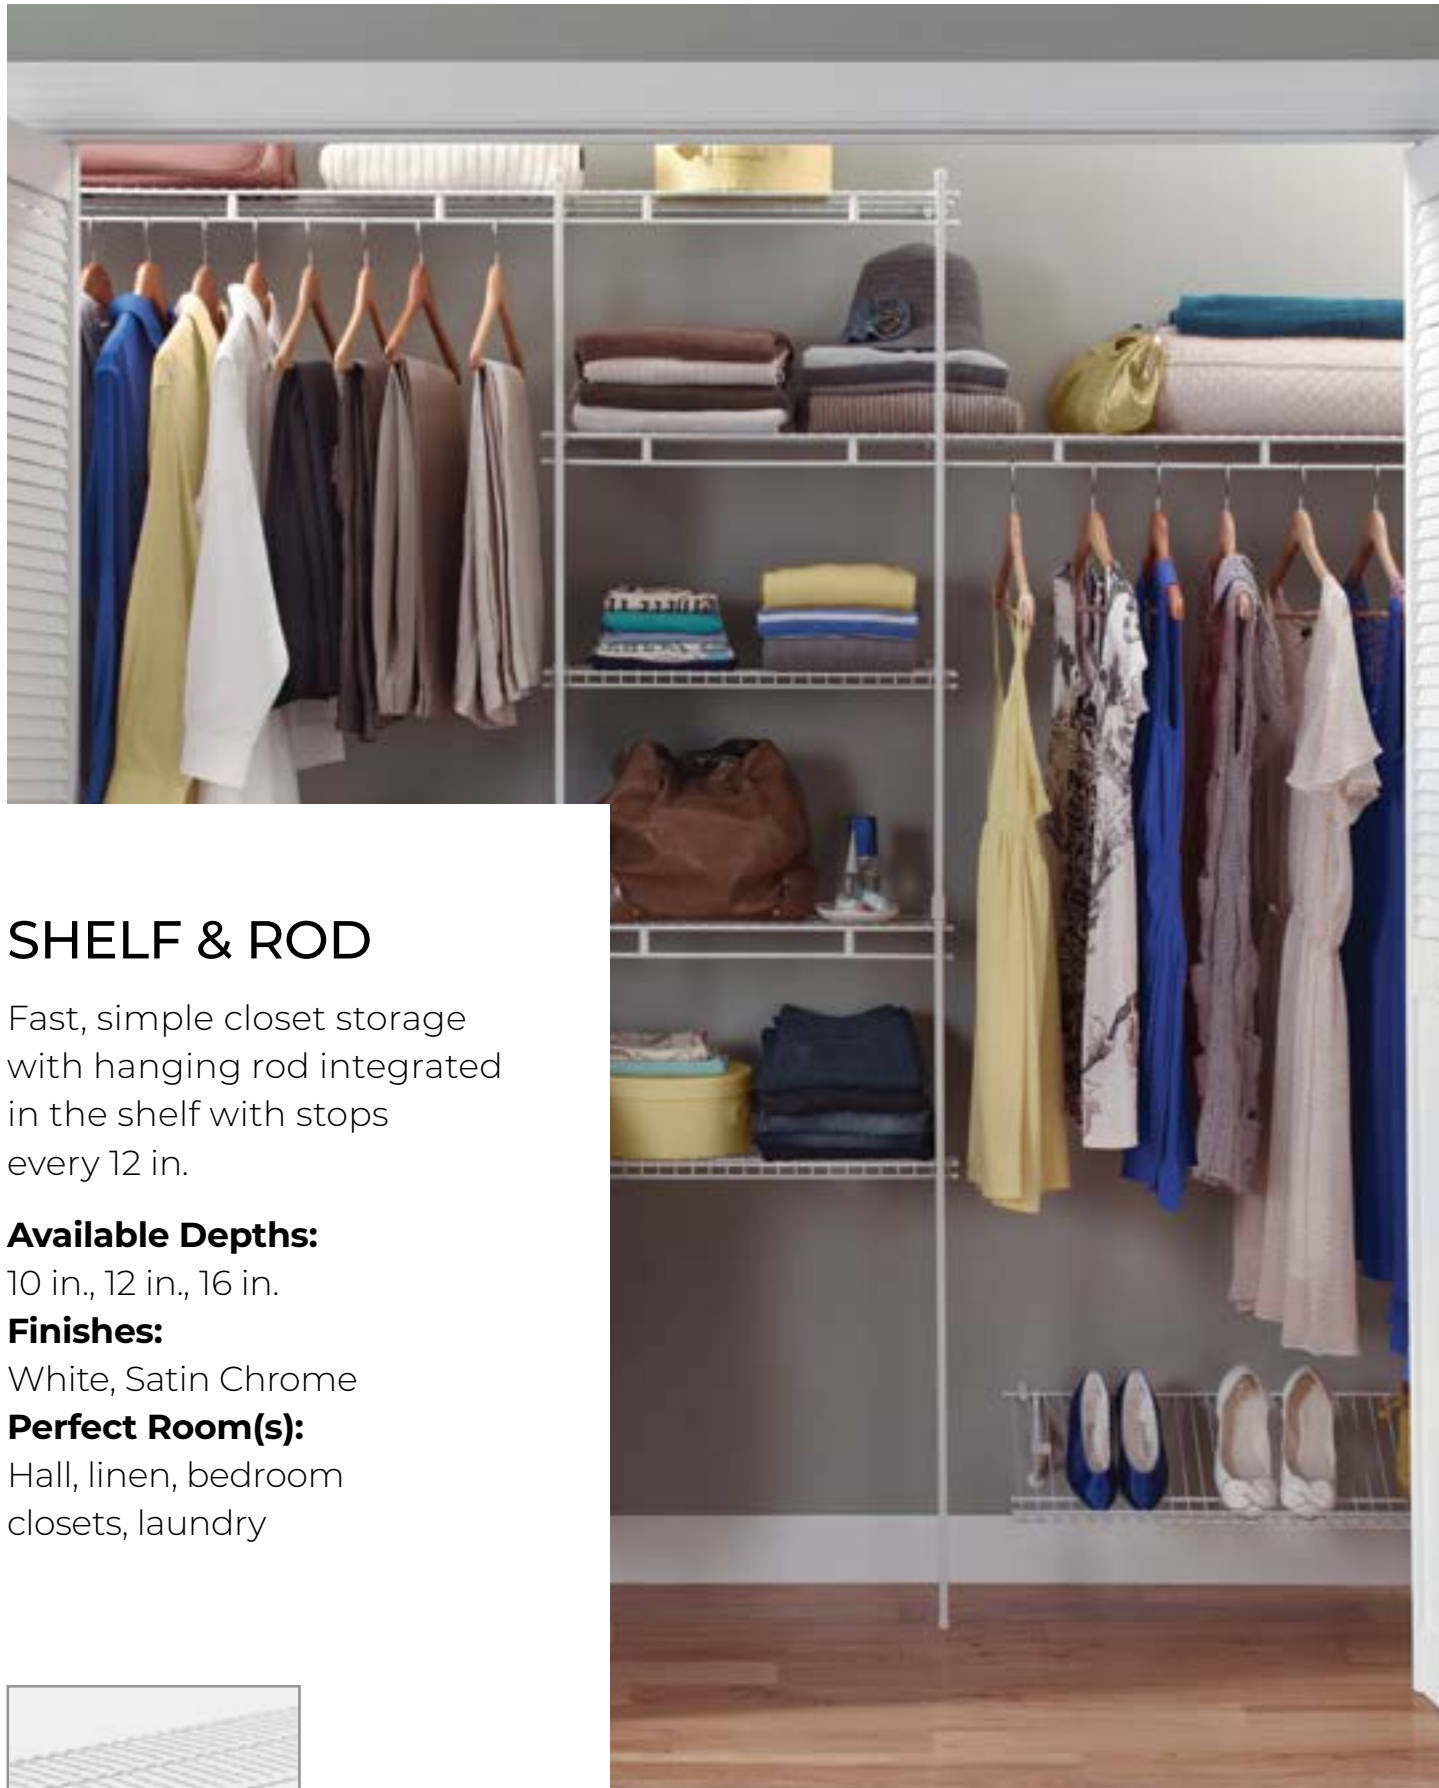 SHELF & ROD
Fast, simple closet storage
with hanging rod integrated
in the shelf with stops
every 12 in.
Available Depths:
10 in., 12 in., 16 in.
Finishes:
White, Satin Chrome
Perfect Room(s):
Hall, linen, bedroom
closets, laundry